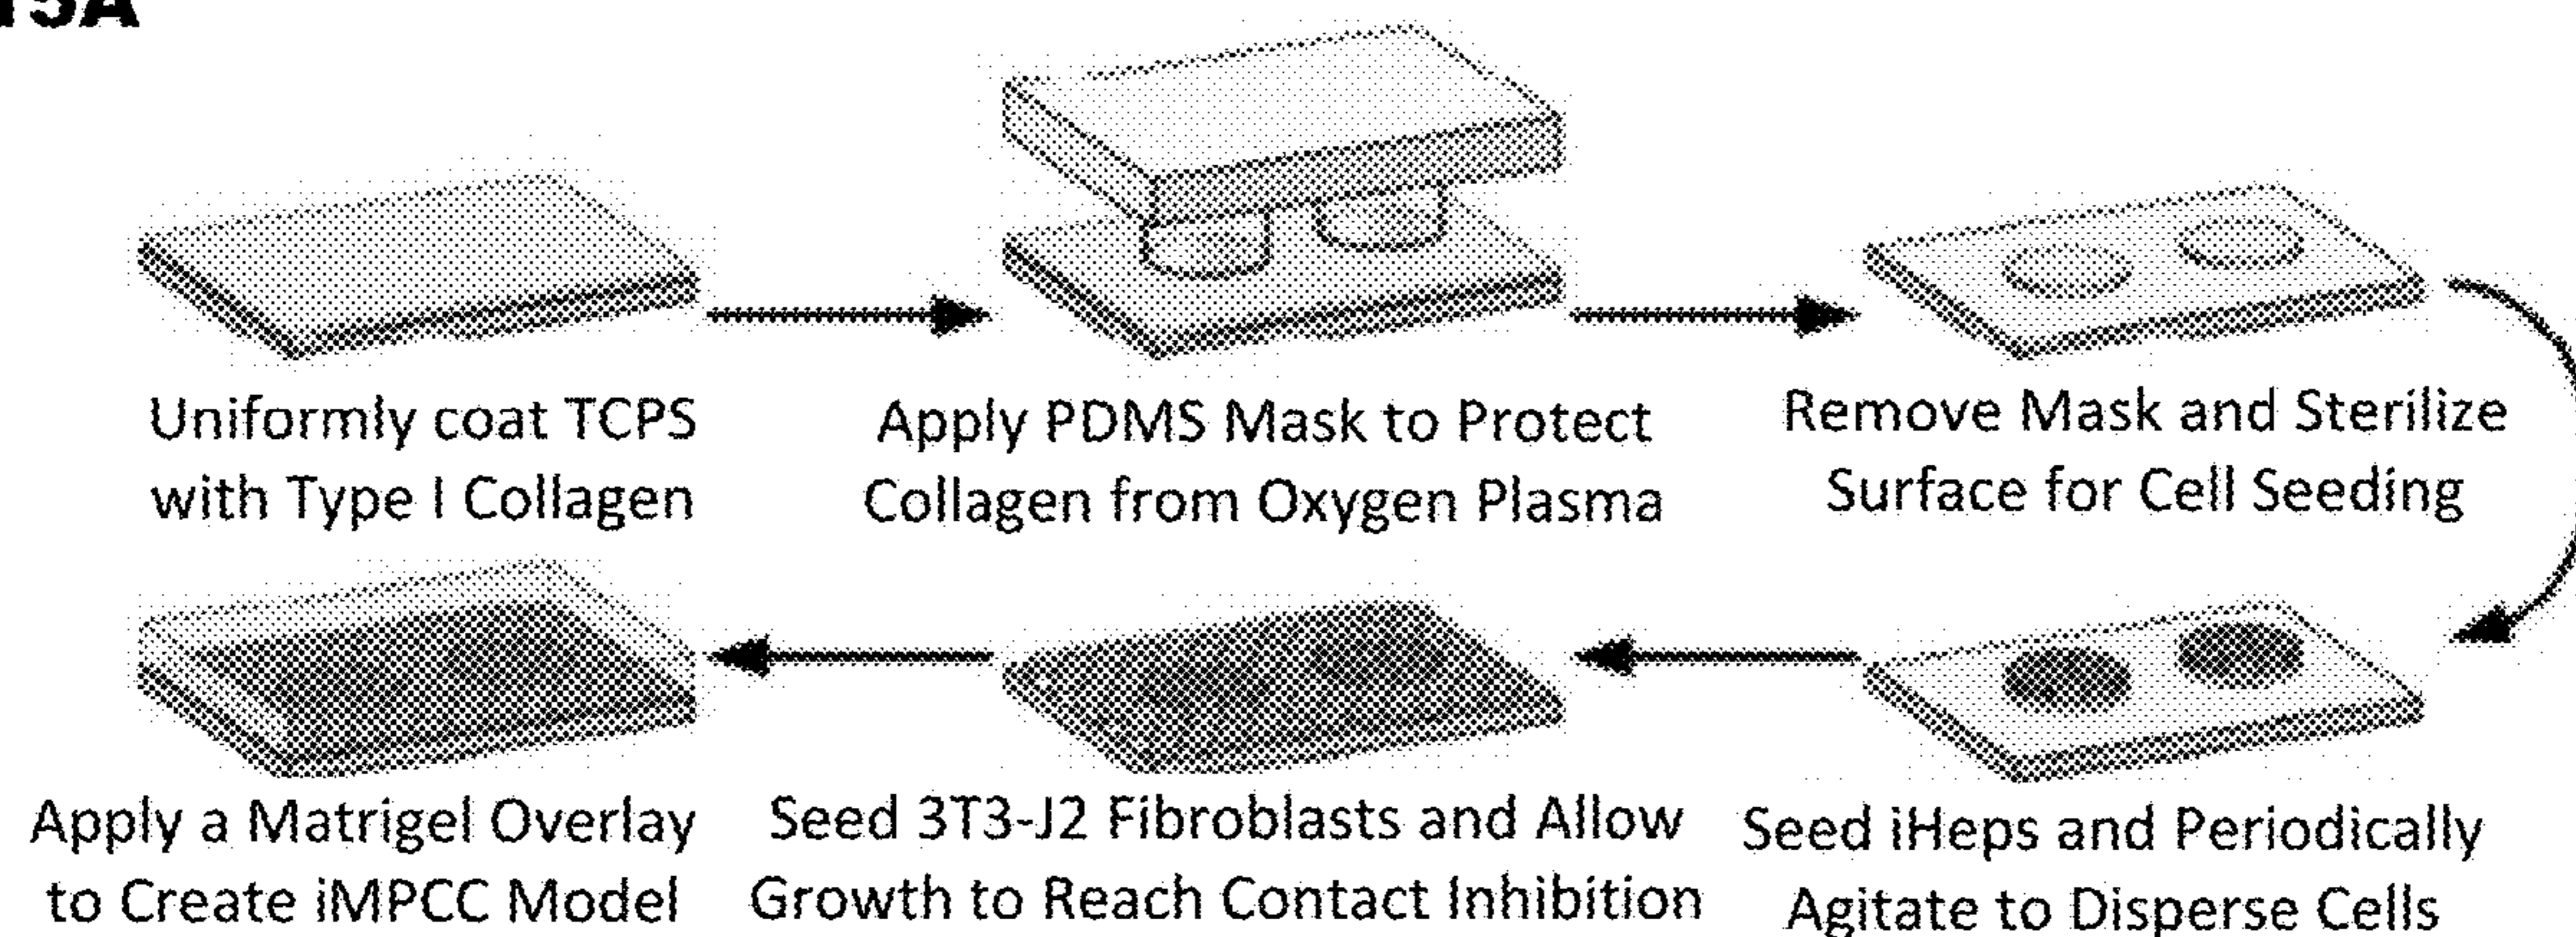 15A
Uniformly coat TCPS
with Type I Collagen
Apply PDMS Mask to Protect
Collagen from Oxygen Plasma
Remove Mask and Sterilize
Surface for Cell Seeding
Seed iHeps and Periodically
Agitate to Disperse Cells
Seed 3T3-J2 Fibroblasts and Allow
Growth to Reach Contact Inhibition
Apply a Matrigel Overlay
to Create iMPCC Model